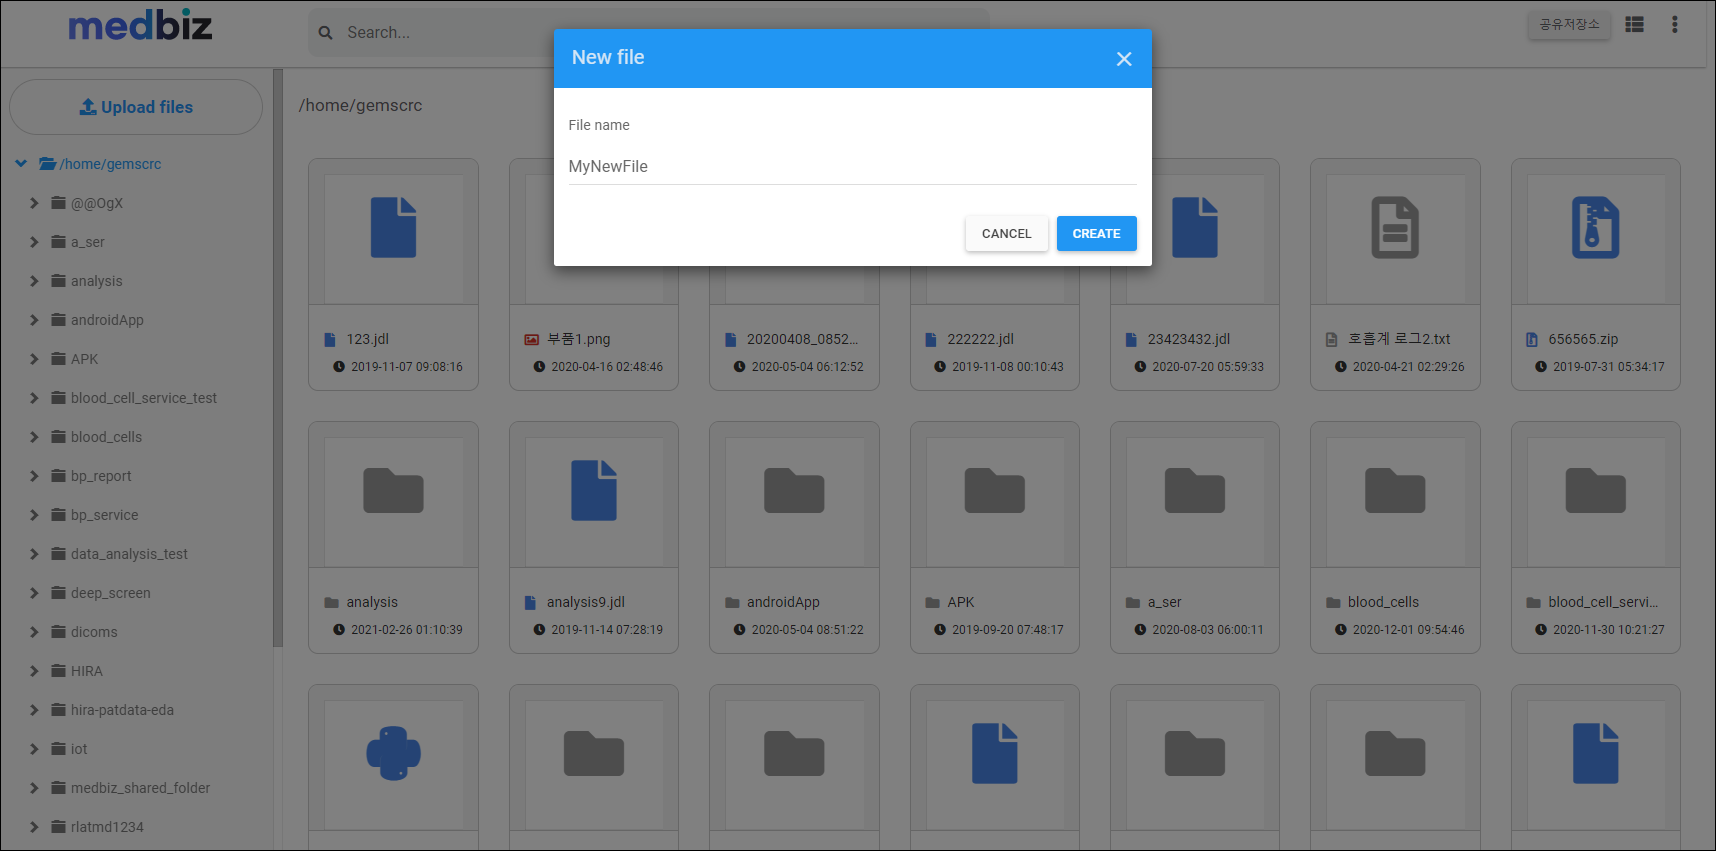 medbiz
Search...
공유저장소
New file
File name
MyNewFile
CANCEL
CREATE
Upload files
/home/gemscrc
@@OgX
a_ser
analysis
androidApp
APK
blood_cell_service_test
blood_cells
bp_report
bp_service
data_analysis_test
deep_screen
dicoms
HIRA
hira-patdata-eda
iot
medbiz_shared_folder
rlatmd1234
/home/gemscrc
123.jdl
2019-11-07 09:08:16
부품1.png
2020-04-16 02:48:46
20200408_0852...
2020-05-04 06:12:52
222222.jdl
2019-11-08 00:10:43
23423432.jdl
2020-07-20 05:59:33
호흡계 로그2.txt
2020-04-21 02:29:26
656565.zip
2019-07-31 05:34:17
analysis
2021-02-26 01:10:39
analysis9.jdl
2019-11-14 07:28:19
androidApp
2020-05-04 08:51:22
APK
2019-09-20 07:48:17
a_ser
2020-08-03 06:00:11
blood_cells
2020-12-01 09:54:46
blood_cell_servi...
2020-11-30 10:21:27